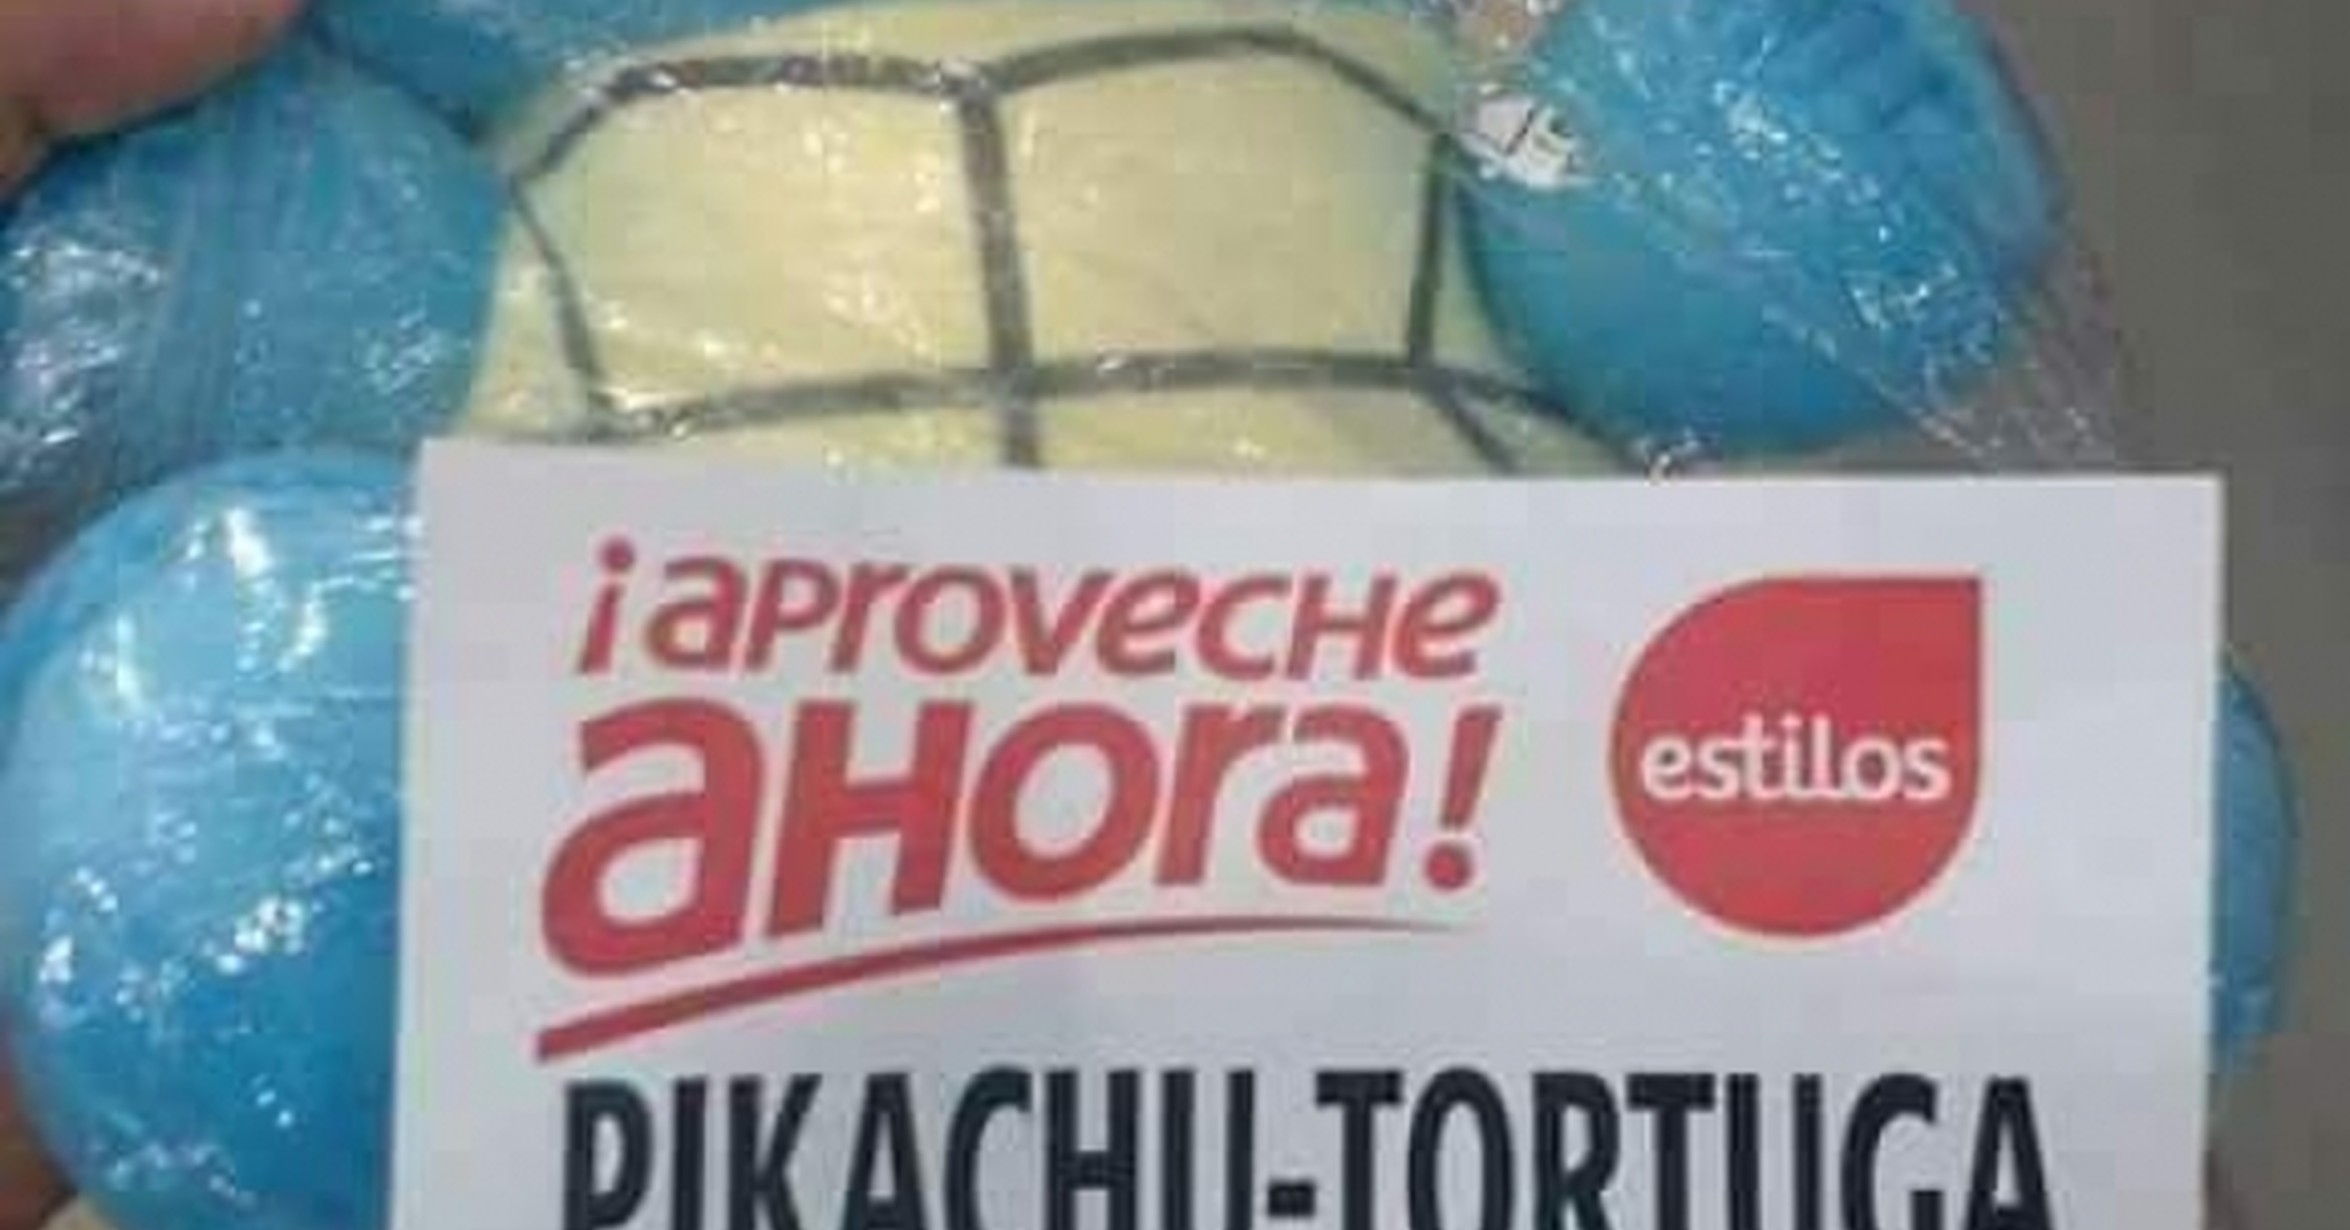 ¡aprovecHe
aHora!
estilos
PIKACHU-TORTUGA